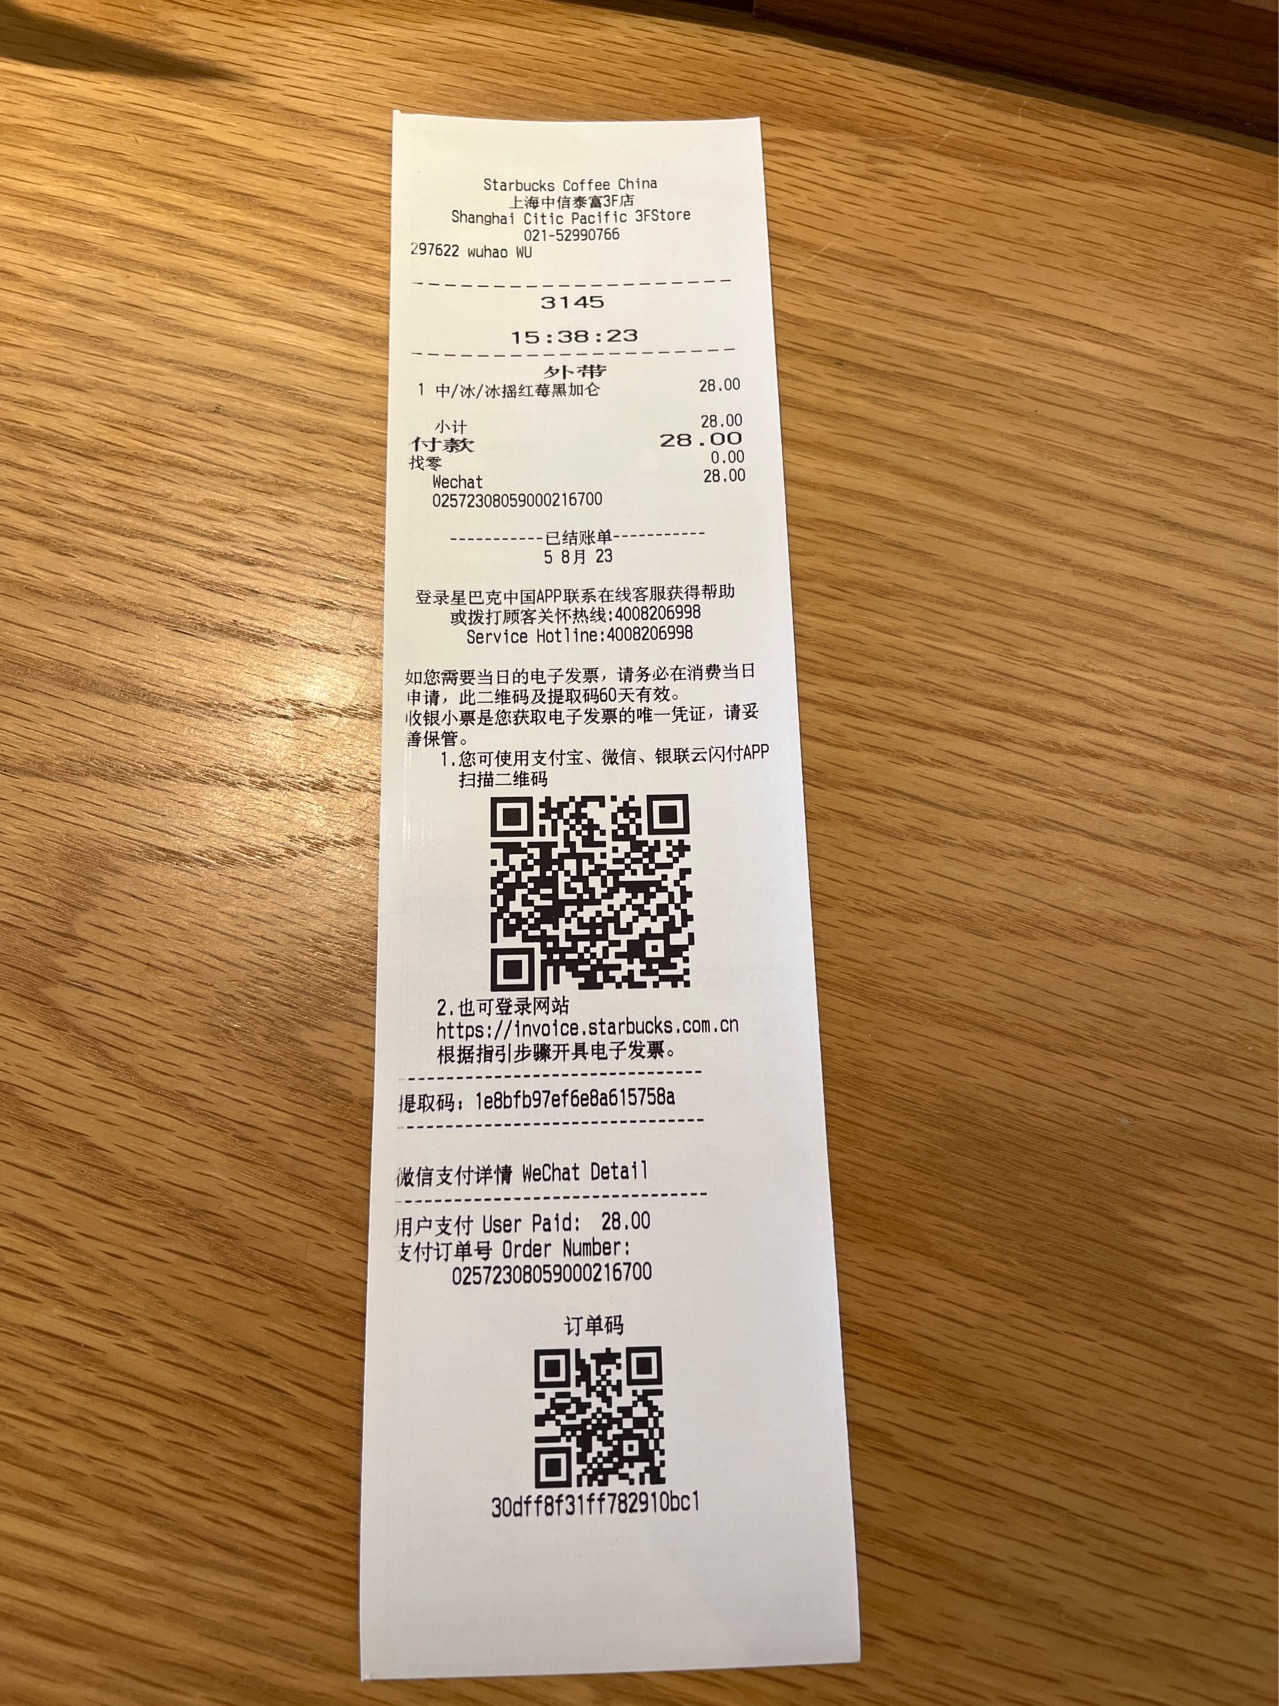 Starbucks Coffee China
上海中信泰富3F店
Shanghai Citic Pacific 3FStore
021-52990766
297622 wuhao WU
3145
15:38:23
外带
1 中/冰/冰摇红莓黑加仑 28.00
小计 28.00
付款 28.00
找零 0.00
Wechat 28.00
02572308059000216700
-----------已结账单-----------
5 8月 23
登录星巴克中国APP联系在线客服获得帮助
或拨打顾客关怀热线:4008206998
Service Hotline:4008206998
如您需要当日的电子发票，请务必在消费当日
申请，此二维码及提取码60天有效。
收银小票是您获取电子发票的唯一凭证，请妥
善保管。
1.您可使用支付宝、微信、银联云闪付APP
扫描二维码
2.也可登录网站
https://invoice.starbucks.com.cn
根据指引步骤开具电子发票。
提取码: 1e8bfb97ef6e8a615758a
微信支付详情 WeChat Detail
用户支付 User Paid: 28.00
支付订单号 Order Number:
02572308059000216700
订单码
30dff8f31ff782910bc1